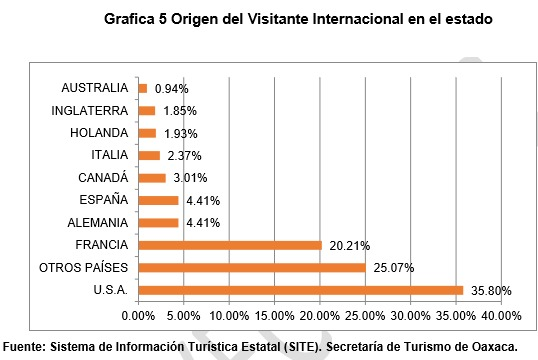 Grafica 5 Origen del Visitante Internacional en el estado
AUSTRALIA 0.94%
INGLATERRA 1.85%
HOLANDA 1.93%
ITALIA 2.37%
CANADÁ 3.01%
ESPAÑA 4.41%
ALEMANIA 4.41%
FRANCIA 20.21%
OTROS PAÍSES 25.07%
U.S.A. 35.80%
0.00% 5.00% 10.00% 15.00% 20.00% 25.00% 30.00% 35.00% 40.00%
Fuente: Sistema de Información Turística Estatal (SITE). Secretaría de Turismo de Oaxaca.